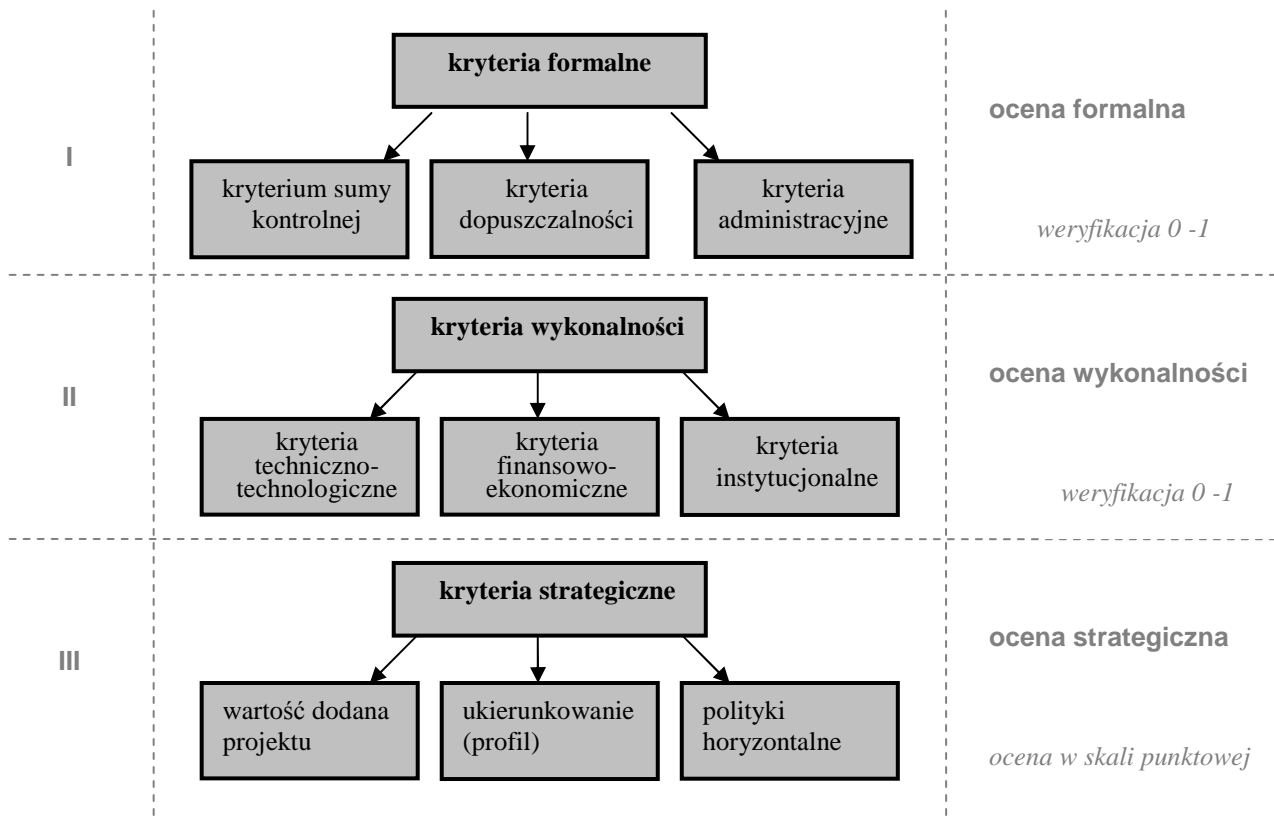 I
kryteria formalne
kryterium sumy
kontrolnej
kryteria
dopuszczalności
kryteria
administracyjne
ocena formalna
weryfikacja 0 -1
II
kryteria wykonalności
kryteria
techniczno-
technologiczne
kryteria
finansowo-
ekonomiczne
kryteria
instytucjonalne
ocena wykonalności
weryfikacja 0 -1
III
kryteria strategiczne
wartość dodana
projektu
ukierunkowanie
(profil)
polityki
horyzontalne
ocena strategiczna
ocena w skali punktowej